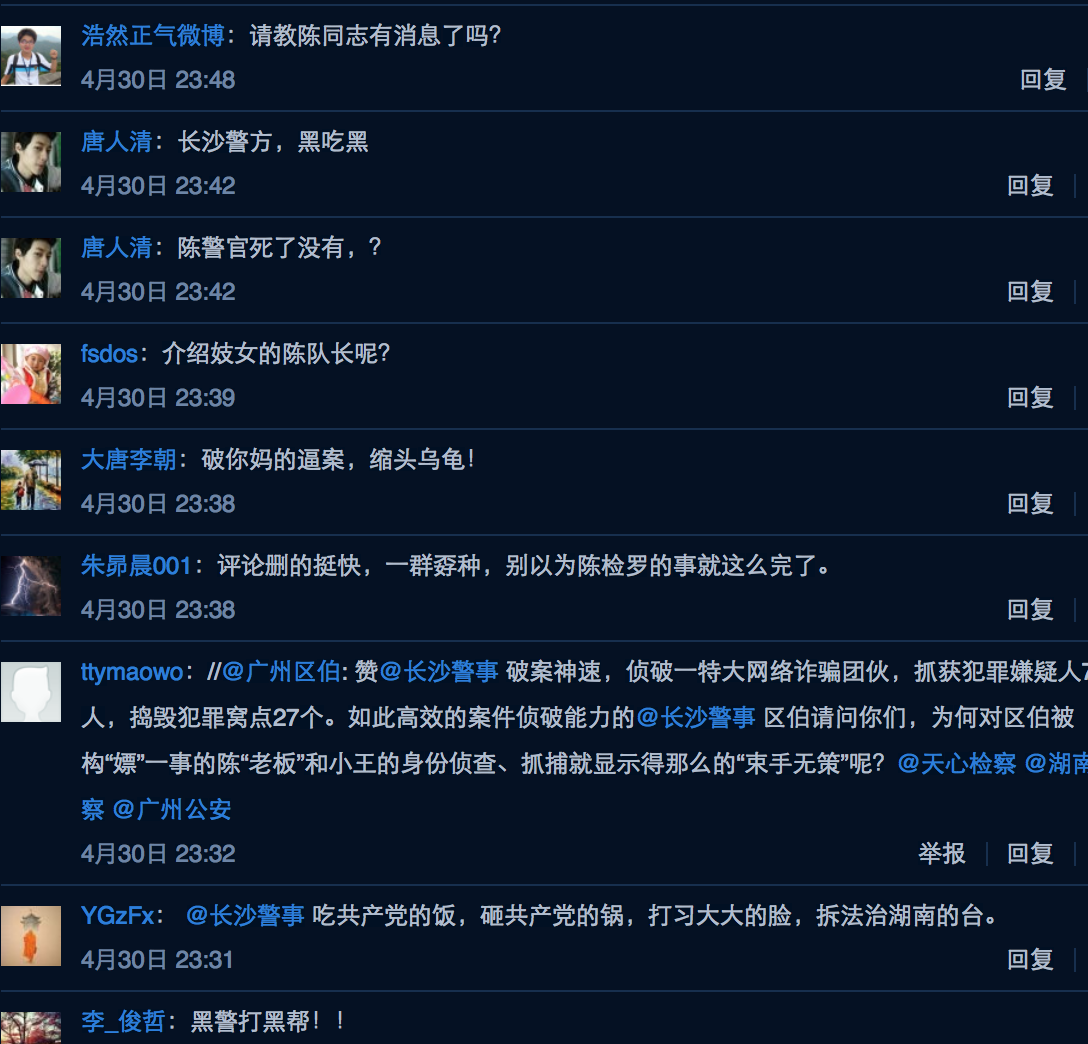 浩然正气微博：请教陈同志有消息了吗?
4月30日 23:48
回复
唐人清：长沙警方，黑吃黑
4月30日 23:42
回复
唐人清：陈警官死了没有，?
4月30日 23:42
回复
fsdos：介绍妓女的陈队长呢?
4月30日 23:39
回复
大唐李朝：破你妈的逼案，缩头乌龟！
4月30日 23:38
回复
朱昴晨001：评论删的挺快，一群孬种，别以为陈检罗的事就这么完了。
4月30日 23:38
回复
ttymaowo：//@广州区伯: 赞@长沙警事 破案神速，侦破一特大网络诈骗团伙，抓获犯罪嫌疑人7
人，捣毁犯罪窝点27个。如此高效的案件侦破能力的@长沙警事 区伯请问你们，为何对区伯被
构“嫖”一事的陈“老板”和小王的身份侦查、抓捕就显示得那么的“束手无策”呢? @天心检察 @湖南
察 @广州公安
4月30日 23:32
举报
回复
YGzFx： @长沙警事 吃共产党的饭，砸共产党的锅，打习大大的脸，拆法治湖南的台。
4月30日 23:31
回复
李_俊哲：黑警打黑帮！！